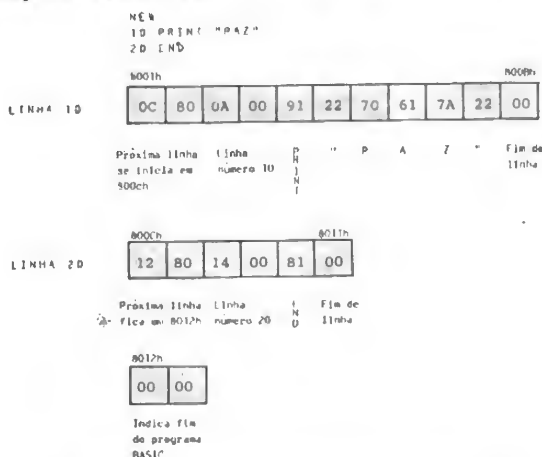 NEW
10 PRINT "PAZ"
20 END
8001h 800Bh
LINHA 10
0C 80 0A 00 91 22 70 61 7A 22 00
Próxima linha se inicia em 800ch
Linha número 10
PRINT
" P A Z "
Fim de linha
800Ch 8011h
LINHA 20
12 80 14 00 81 00
Próxima linha fica em 8012h
Linha número 20
END
Fim de linha
8012h
00 00
Indica fim
do programa
BASIC